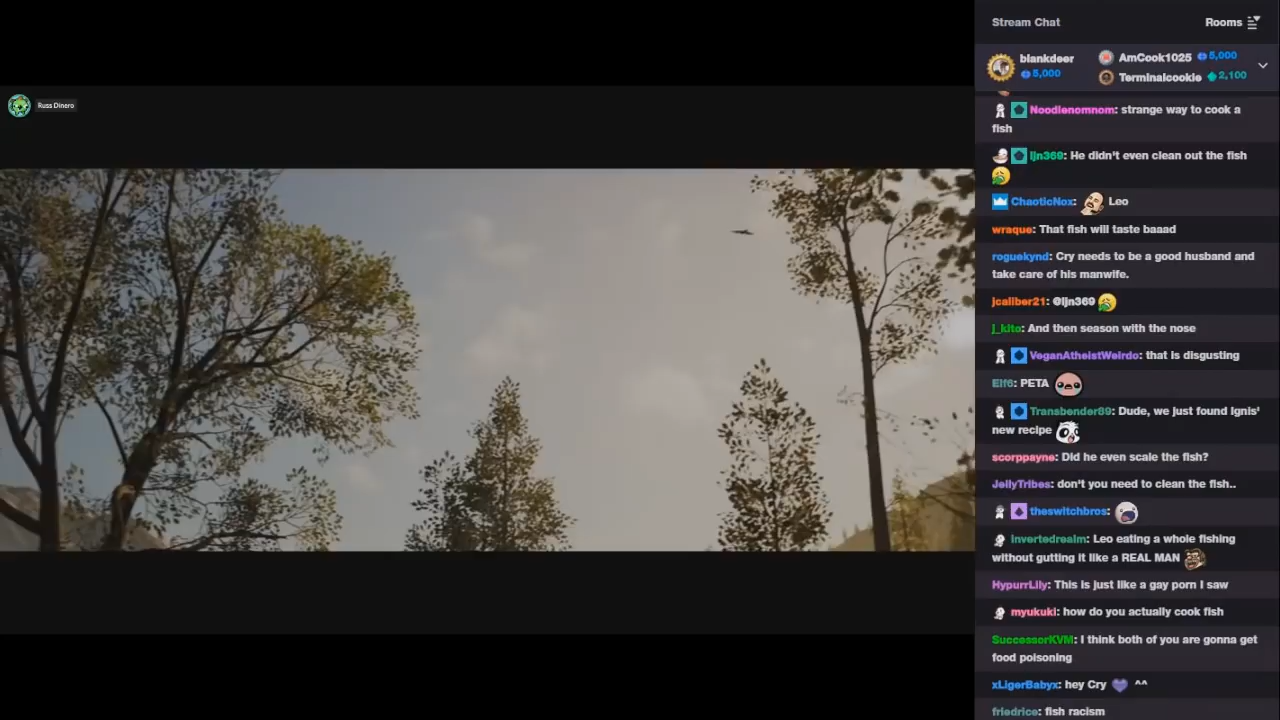 Stream Chat
Rooms
blankdeer
5,000
AmCook1025 5,000
Terminalcookie 2,100
Russ Dinero
Noodlenomnom: strange way to cook a
fish
ljn369: He didn't even clean out the fish
ChaoticNox: Leo
wraque: That fish will taste baaad
roguekynd: Cry needs to be a good husband and
take care of his manwife.
jcaliber21: @ljn369
j_kito: And then season with the nose
VeganAtheistWeirdo: that is disgusting
Elf6: PETA
Transbender89: Dude, we just found Ignis'
new recipe
scorppayne: Did he even scale the fish?
JellyTribes: don't you need to clean the fish..
theswitchbros:
invertedrealm: Leo eating a whole fishing
without gutting it like a REAL MAN
HypurrLily: This is just like a gay porn I saw
myukuki: how do you actually cook fish
SuccessorKVM: I think both of you are gonna get
food poisoning
xLigerBabyx: hey Cry ^^
friedrice: fish racism